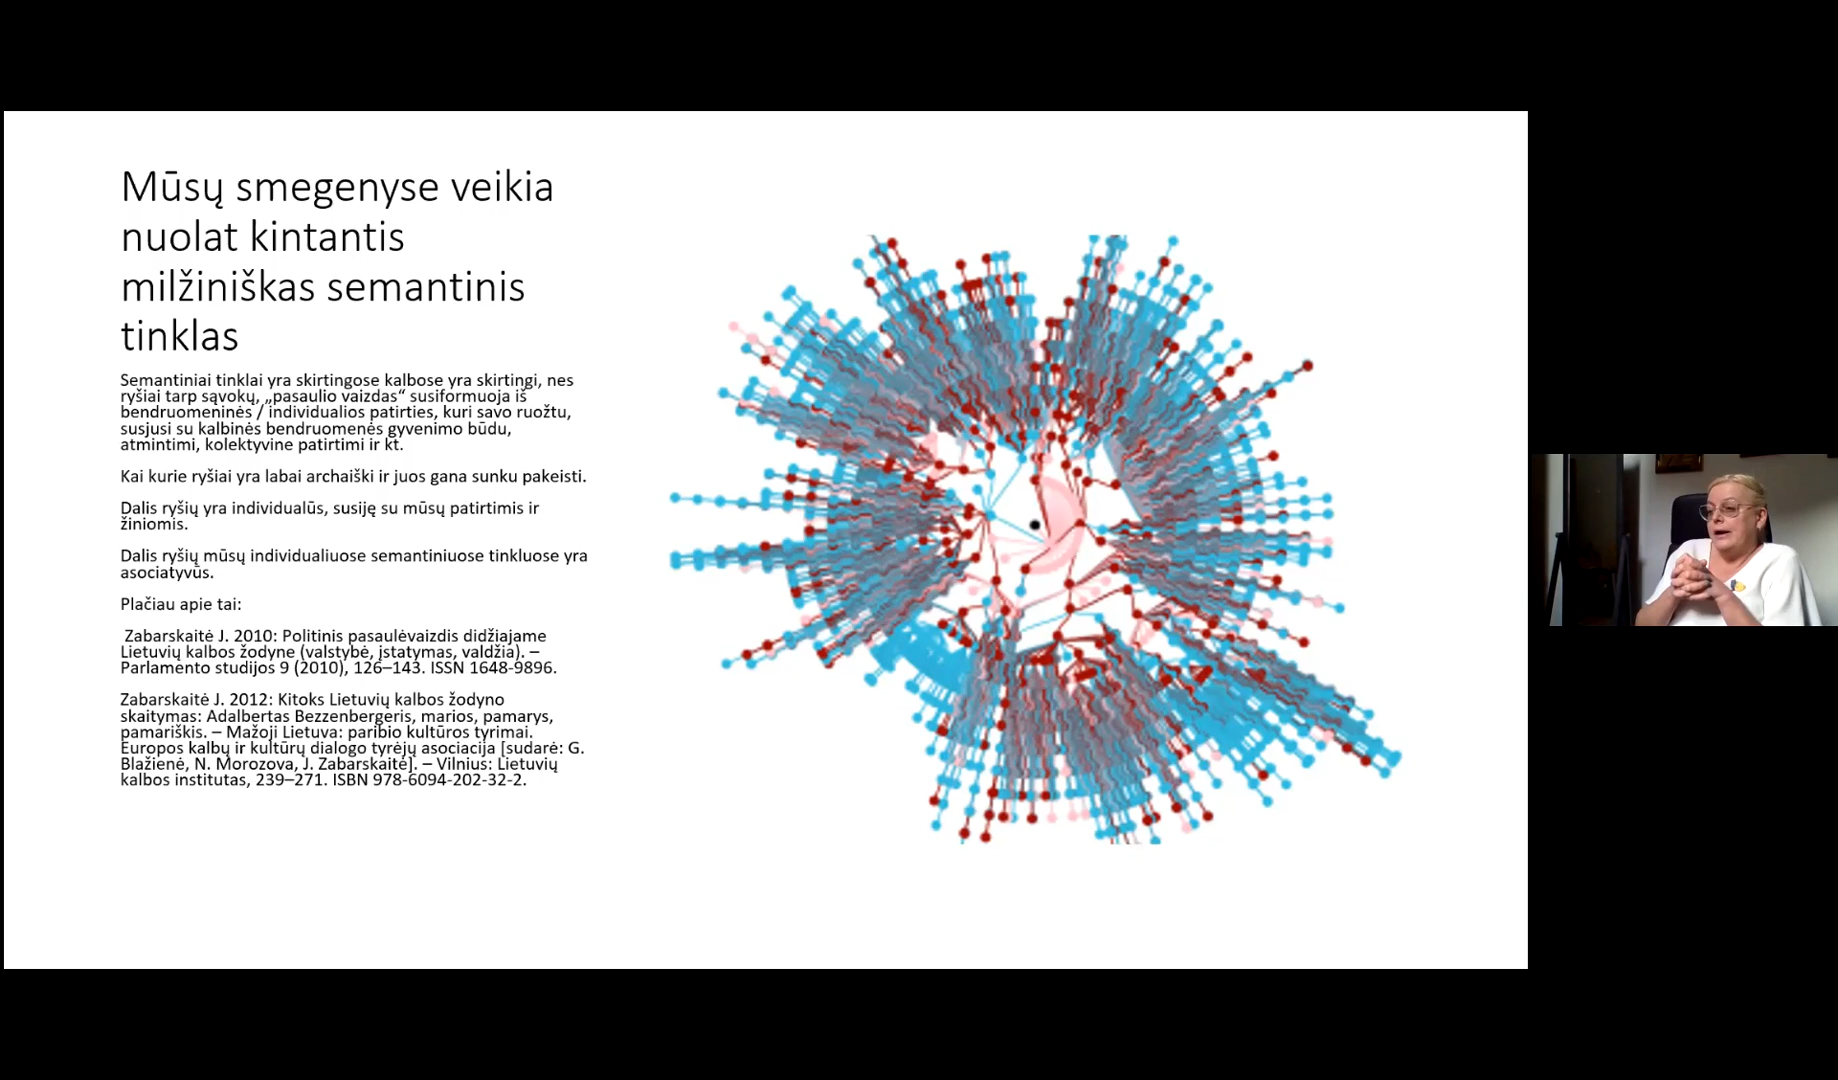 Mūsų smegenyse veikia
nuolat kintantis
milžiniškas semantinis
tinklas
Semantiniai tinklai yra skirtingose kalbose yra skirtingi, nes
ryšiai tarp sąvokų, „pasaulio vaizdas“ susiformuoja iš
bendruomeninės / individualios patirties, kuri savo ruožtu,
susjusi su kalbinės bendruomenės gyvenimo būdu,
atmintimi, kolektyvine patirtimi ir kt.
Kai kurie ryšiai yra labai archaiški ir juos gana sunku pakeisti.
Dalis ryšių yra individualūs, susiję su mūsų patirtimis ir
žiniomis.
Dalis ryšių mūsų individualiuose semantiniuose tinkluose yra
asociatyvūs.
Plačiau apie tai:
Zabarskaitė J. 2010: Politinis pasaulėvaizdis didžiajame
Lietuvių kalbos žodyne (valstybė, įstatymas, valdžia). –
Parlamento studijos 9 (2010), 126–143. ISSN 1648-9896.
Zabarskaitė J. 2012: Kitoks Lietuvių kalbos žodyno
skaitymas: Adalbertas Bezzenbergeris, marios, pamarys,
pamariškis. – Mažoji Lietuva: paribio kultūros tyrimai.
Europos kalbų ir kultūrų dialogo tyrėjų asociacija [sudarė: G.
Blažienė, N. Morozova, J. Zabarskaitė]. – Vilnius: Lietuvių
kalbos institutas, 239–271. ISBN 978-6094-202-32-2.